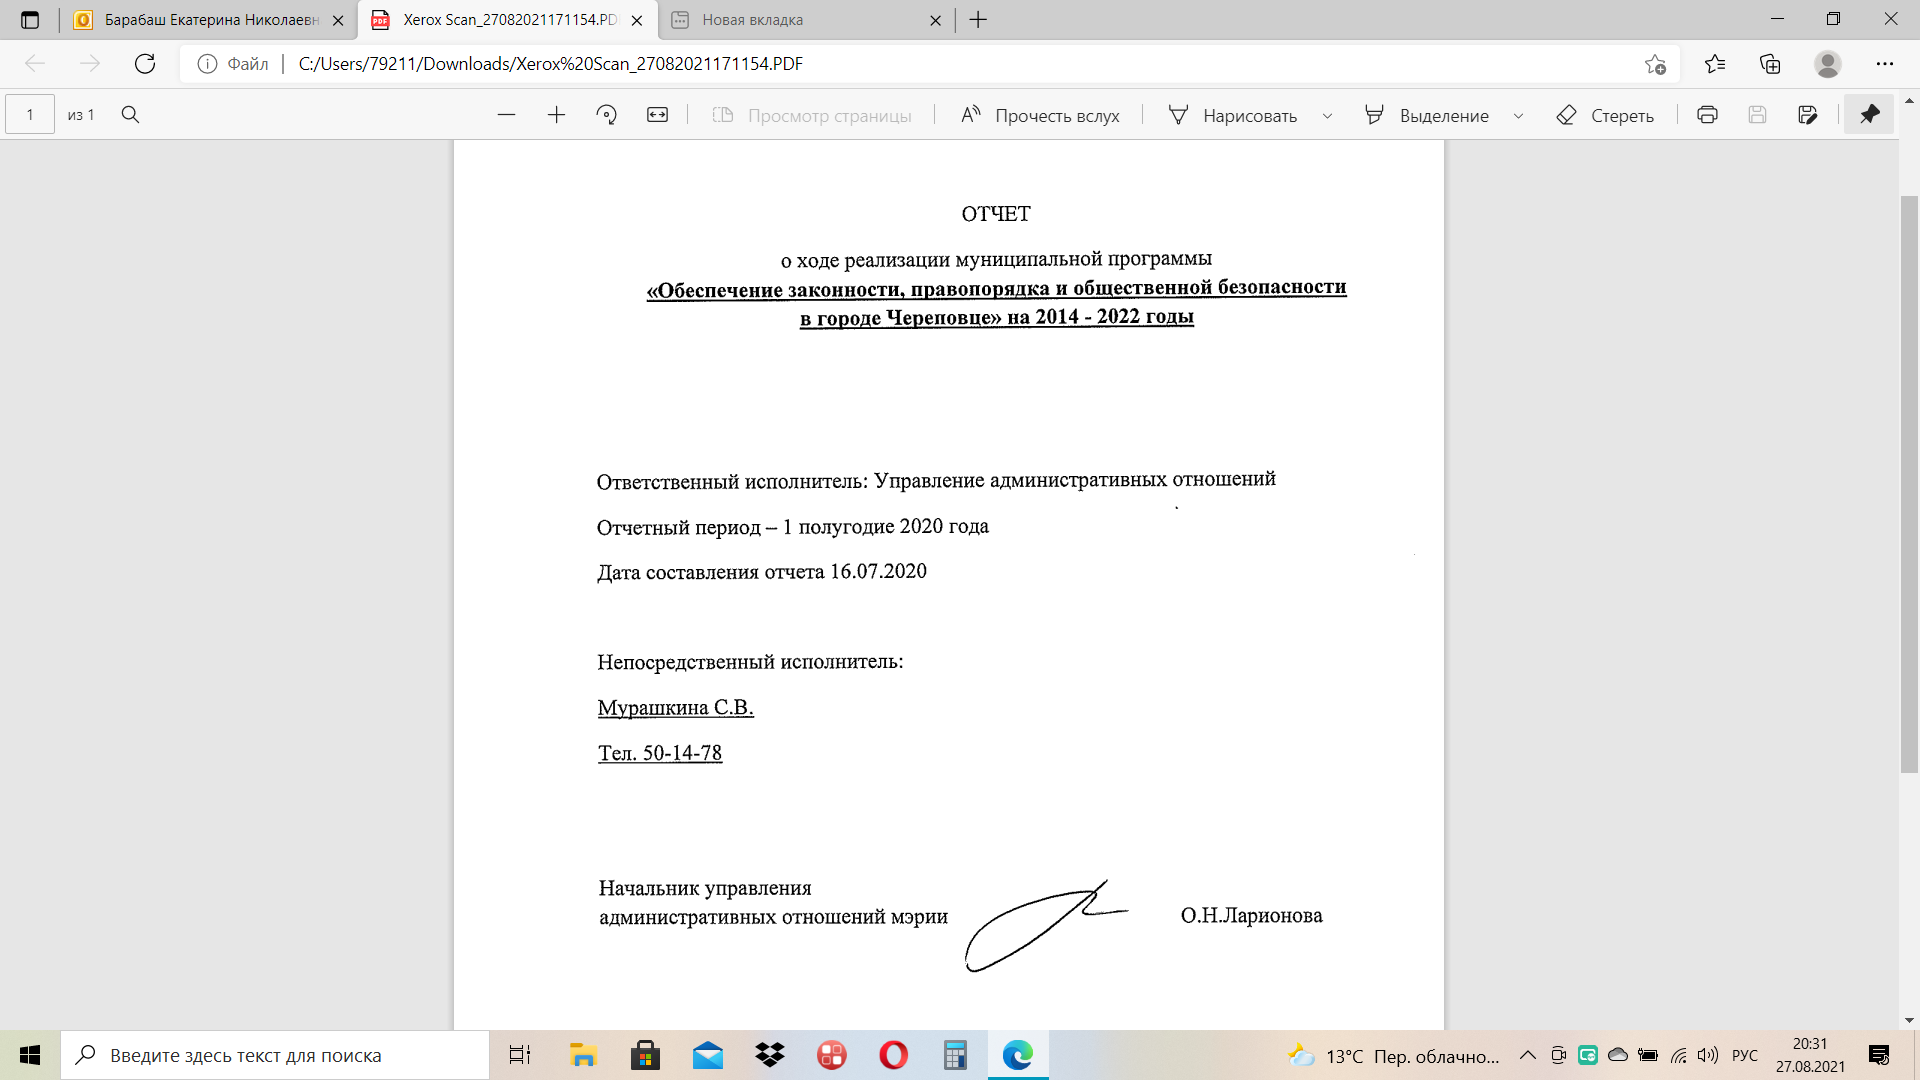 Барабаш Екатерина Николаевн
Xerox Scan_27082021171154.PD
Новая вкладка
Файл
C:/Users/79211/Downloads/Xerox%20Scan_27082021171154.PDF
1
из 1
Просмотр страницы
Прочесть вслух
Нарисовать
Выделение
Стереть
ОТЧЕТ
о ходе реализации муниципальной программы
«Обеспечение законности, правопорядка и общественной безопасности
в городе Череповце» на 2014 - 2022 годы
Ответственный исполнитель: Управление административных отношений
Отчетный период – 1 полугодие 2020 года
Дата составления отчета 16.07.2020
Непосредственный исполнитель:
Мурашкина С.В.
Тел. 50-14-78
Начальник управления
административных отношений мэрии
О.Н.Ларионова
Введите здесь текст для поиска
13°C Пер. облачно...
РУС
20:31
27.08.2021